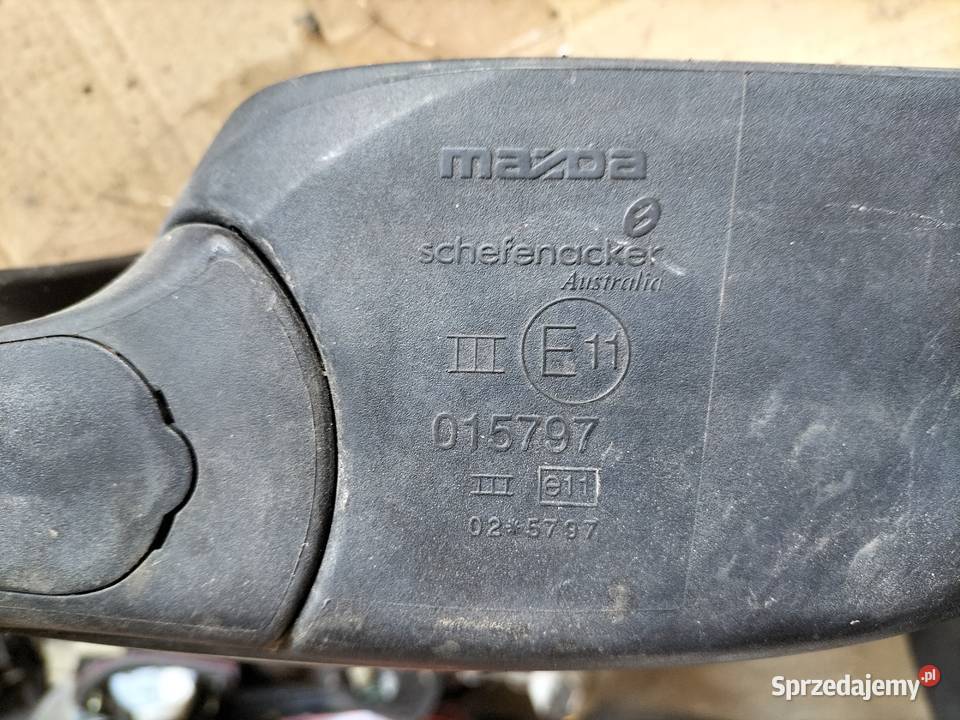 mazda
schefenacker
Australia
III E11
015797
III e11
02*5797
Sprzedajemy.pl